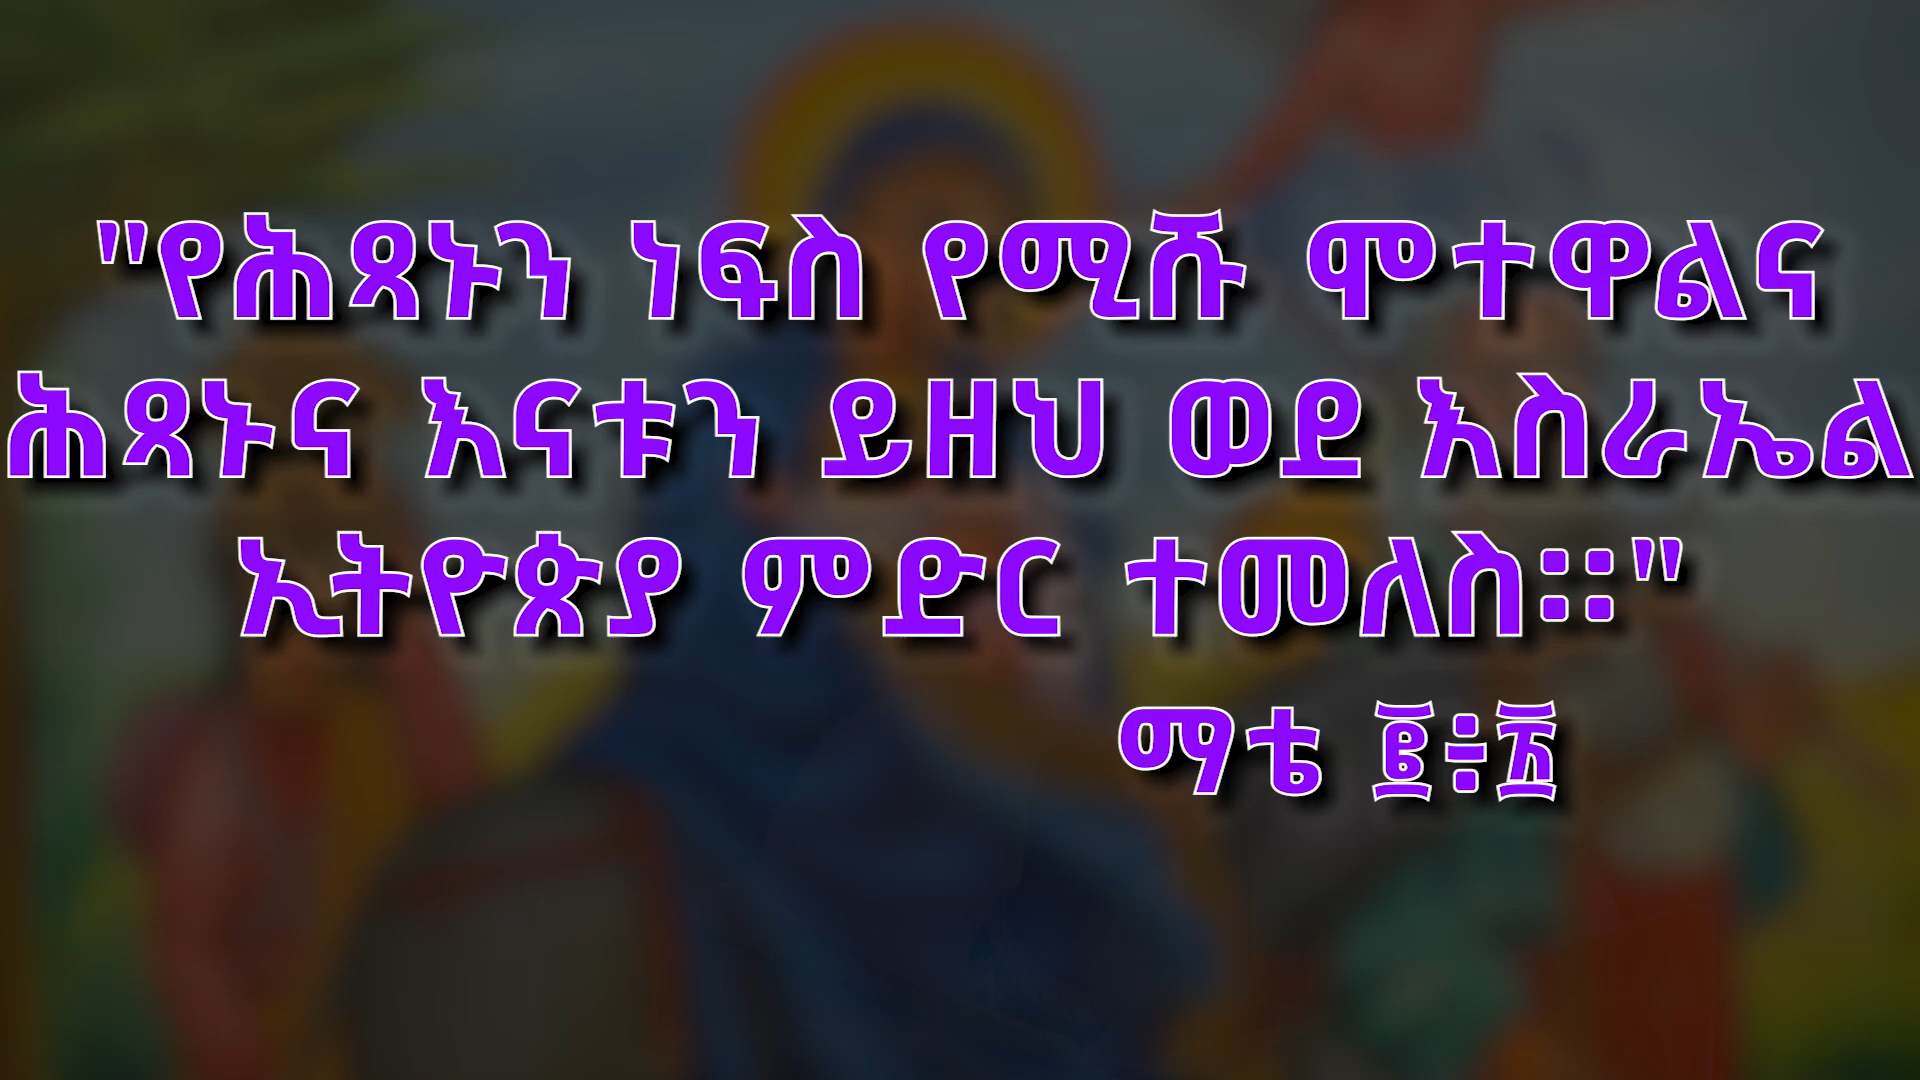 "የሕጻኑን ነፍስ የሚሹ ሞተዋልና
ሕጻኑና እናቱን ይዘህ ወደ እስራኤል
ኢትዮጵያ ምድር ተመለስ።"
ማቴ ፪፥፳